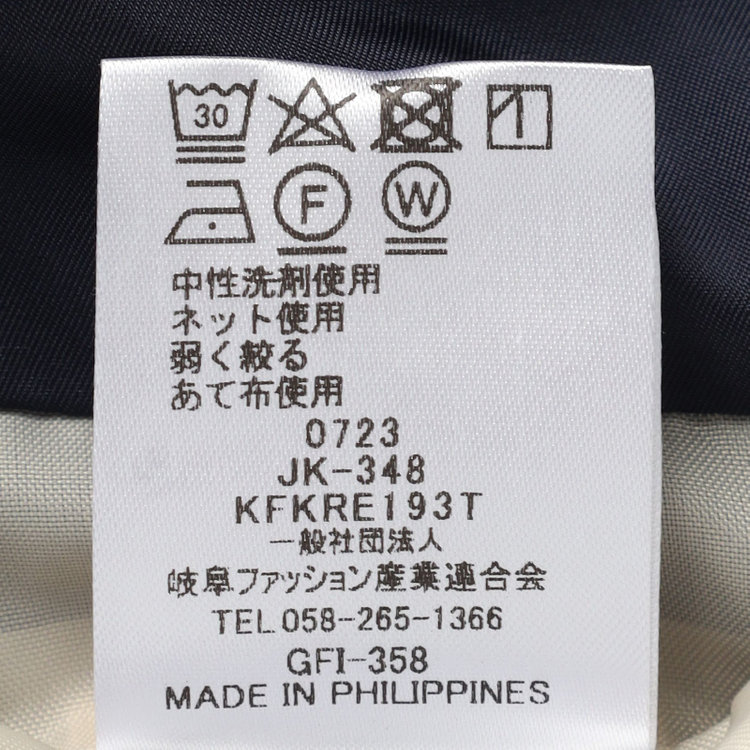 30
F W
中性洗剤使用
ネット使用
弱く絞る
あて布使用
0723
JK-348
KFKRE193T
一般社団法人
岐阜ファッション産業連合会
TEL.058-265-1366
GFI-358
MADE IN PHILIPPINES